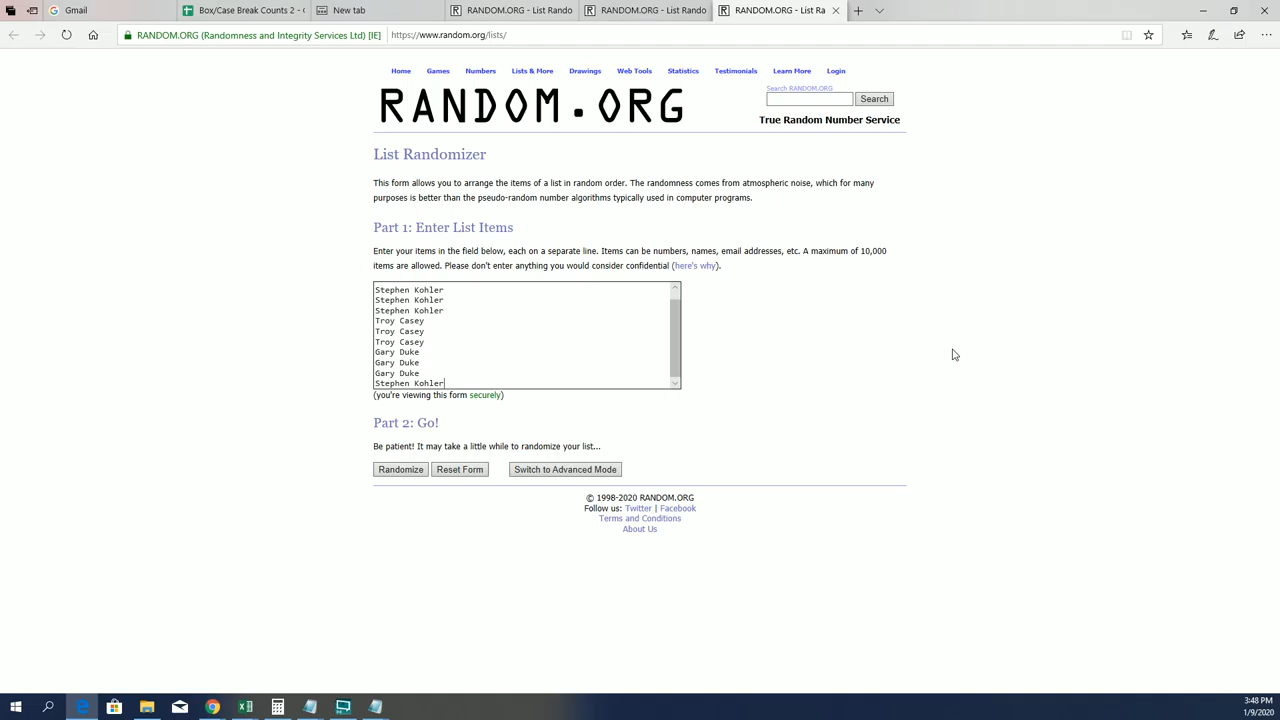 Gmail
Box/Case Break Counts 2 - (
New tab
RANDOM.ORG - List Rando
RANDOM.ORG - List Rando
RANDOM.ORG - List Ra
RANDOM.ORG (Randomness and Integrity Services Ltd) [IE]
https://www.random.org/lists/
Home Games Numbers Lists & More Drawings Web Tools Statistics Testimonials Learn More Login
RANDOM.ORG
Search RANDOM.ORG
Search
True Random Number Service
List Randomizer
This form allows you to arrange the items of a list in random order. The randomness comes from atmospheric noise, which for many
purposes is better than the pseudo-random number algorithms typically used in computer programs.
Part 1: Enter List Items
Enter your items in the field below, each on a separate line. Items can be numbers, names, email addresses, etc. A maximum of 10,000
items are allowed. Please don't enter anything you would consider confidential (here's why).
Stephen Kohler
Stephen Kohler
Stephen Kohler
Troy Casey
Troy Casey
Troy Casey
Gary Duke
Gary Duke
Gary Duke
Stephen Kohler
(you're viewing this form securely)
Part 2: Go!
Be patient! It may take a little while to randomize your list...
Randomize Reset Form Switch to Advanced Mode
© 1998-2020 RANDOM.ORG
Follow us: Twitter | Facebook
Terms and Conditions
About Us
3:48 PM
1/9/2020